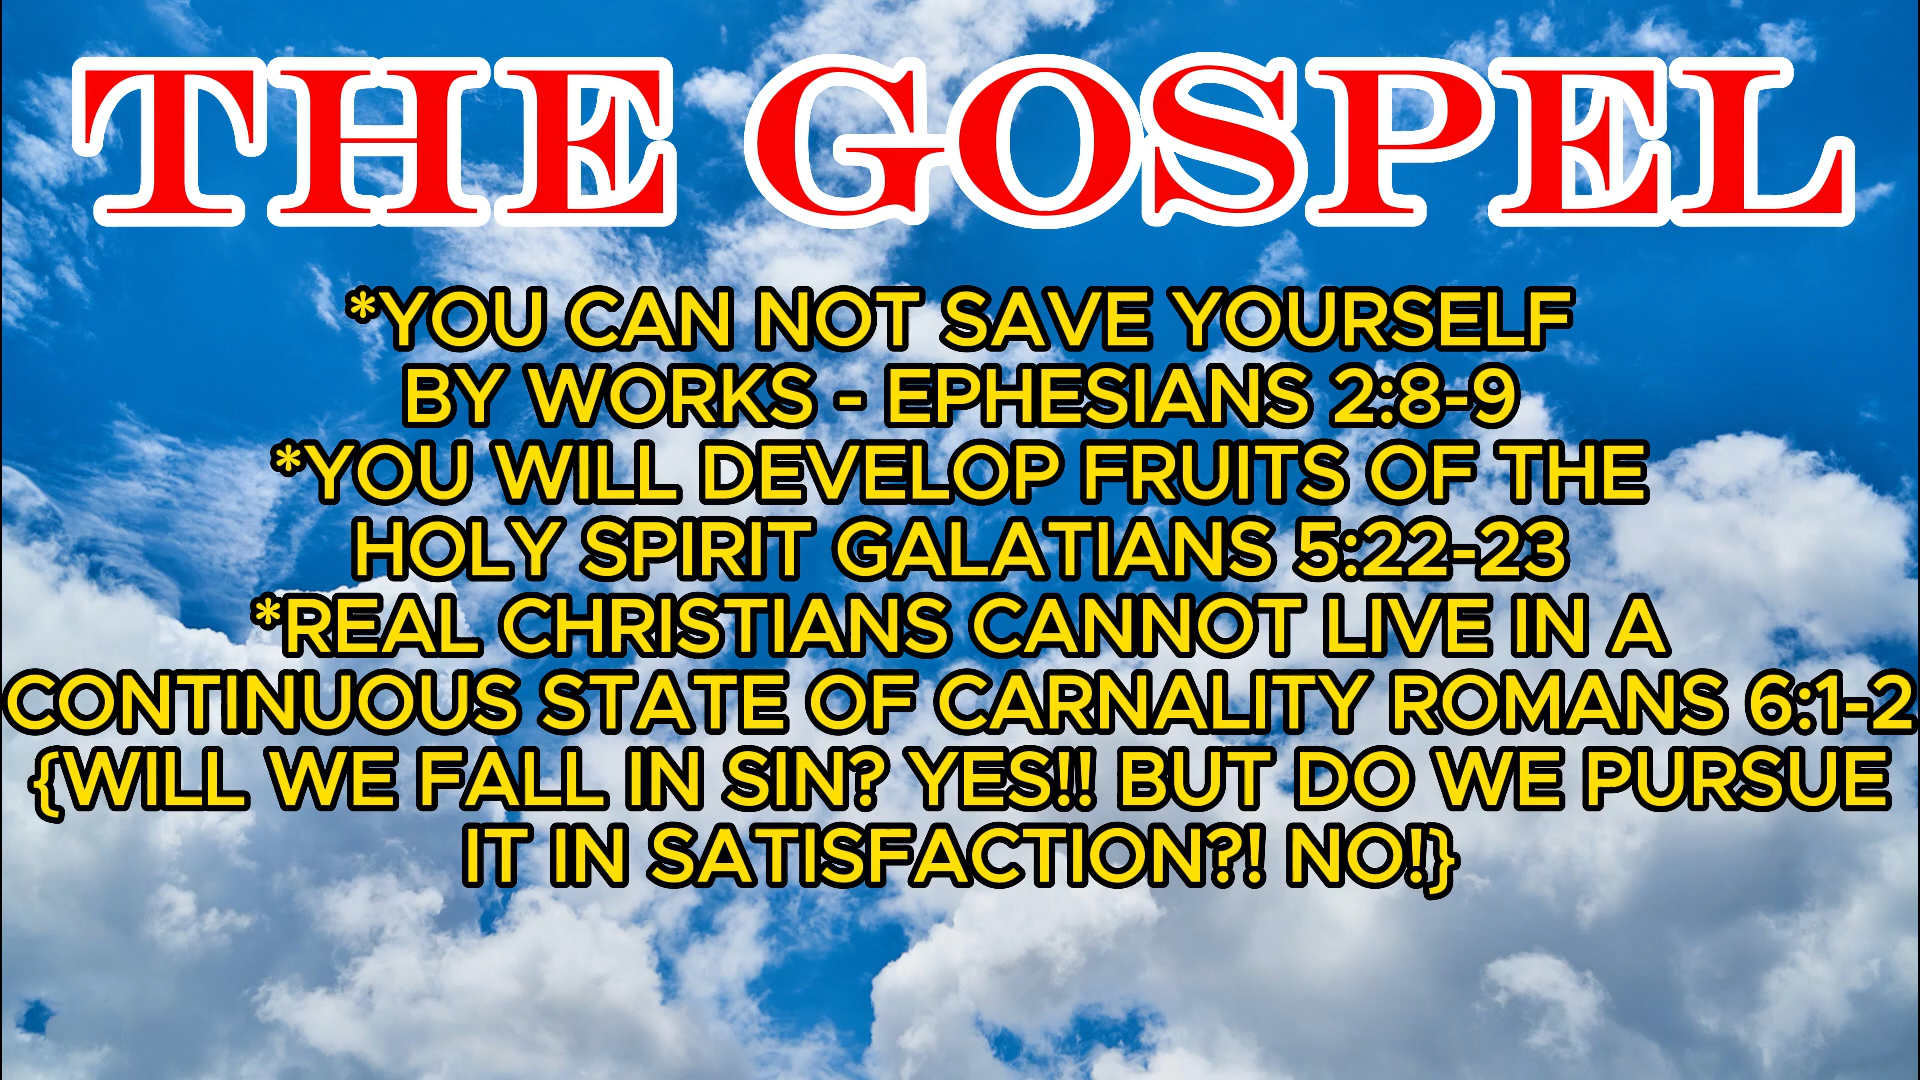 THE GOSPEL
*YOU CAN NOT SAVE YOURSELF
BY WORKS - EPHESIANS 2:8-9
*YOU WILL DEVELOP FRUITS OF THE
HOLY SPIRIT GALATIANS 5:22-23
*REAL CHRISTIANS CANNOT LIVE IN A
CONTINUOUS STATE OF CARNALITY ROMANS 6:1-2
{WILL WE FALL IN SIN? YES!! BUT DO WE PURSUE
IT IN SATISFACTION?! NO!}